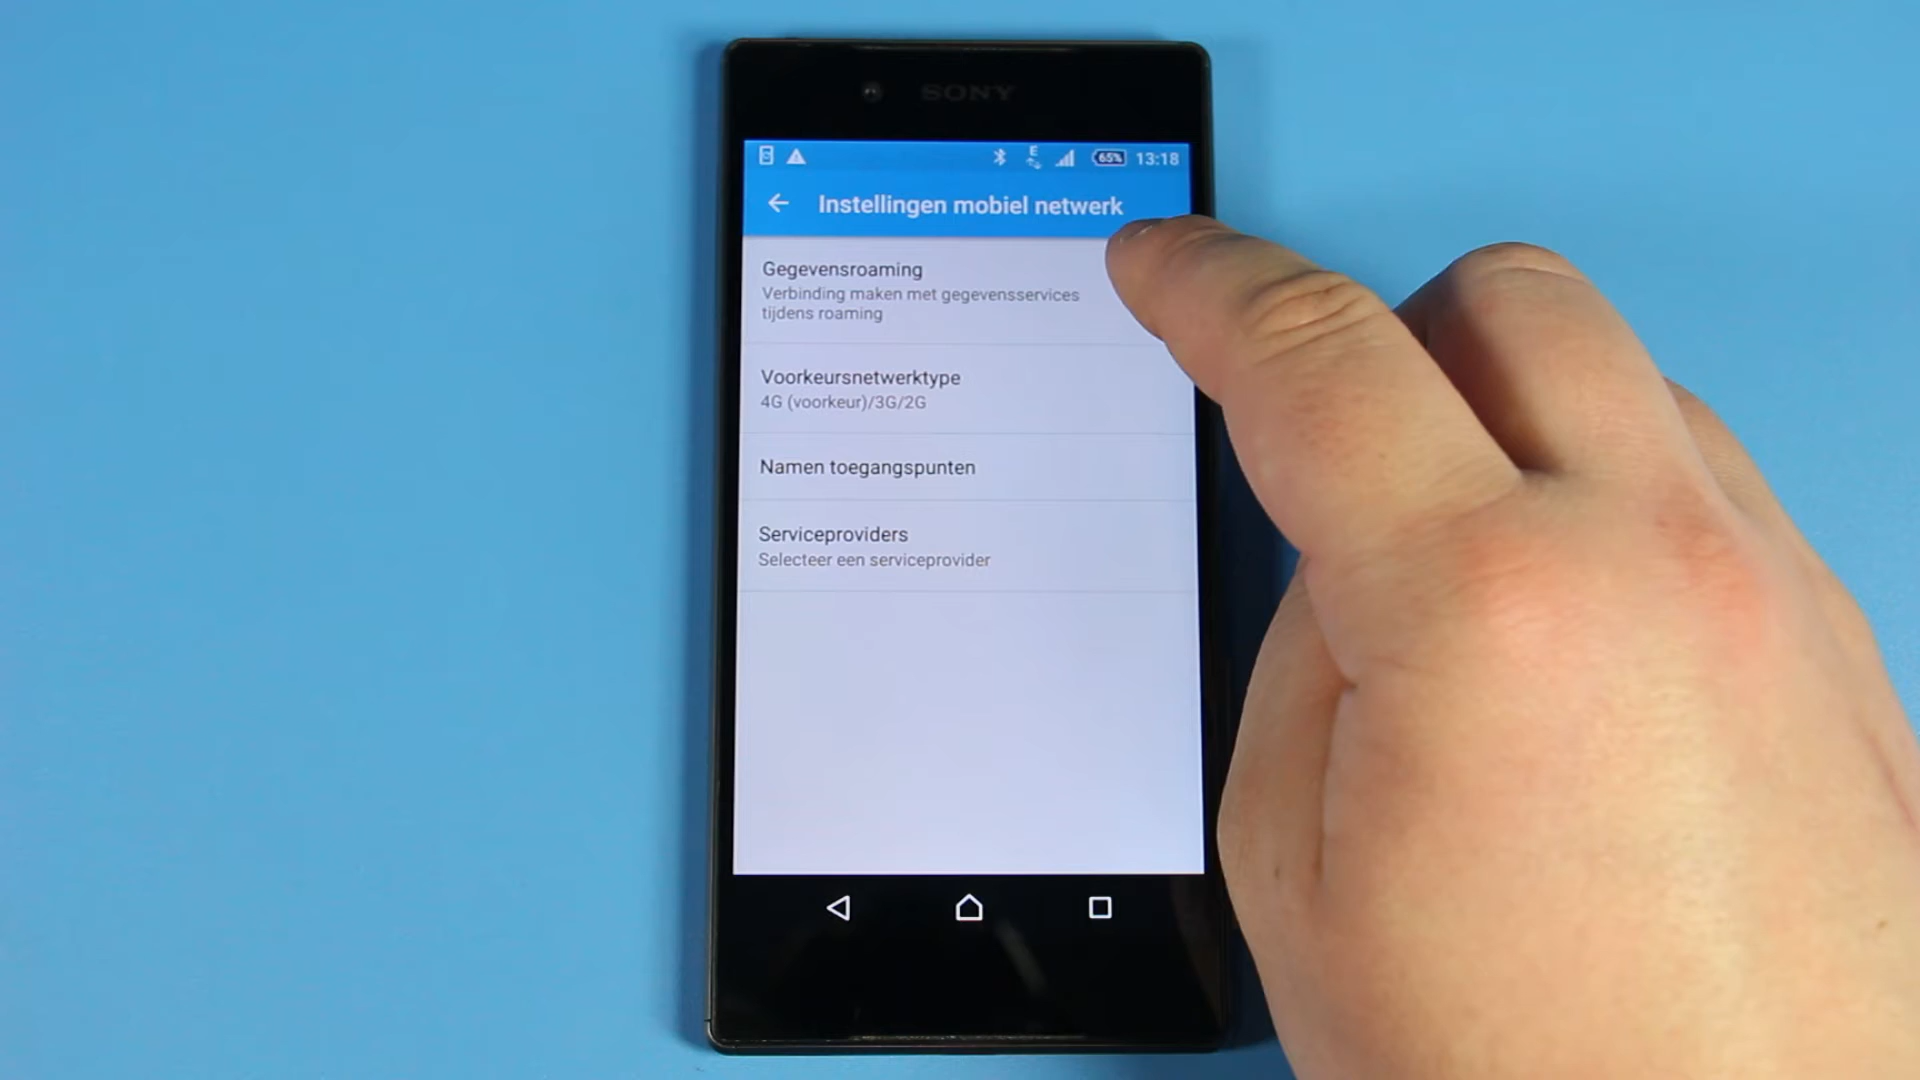 SONY
E 65% 13:18
Instellingen mobiel netwerk
Gegevensroaming
Verbinding maken met gegevensservices
tijdens roaming
Voorkeursnetwerktype
4G (voorkeur)/3G/2G
Namen toegangspunten
Serviceproviders
Selecteer een serviceprovider